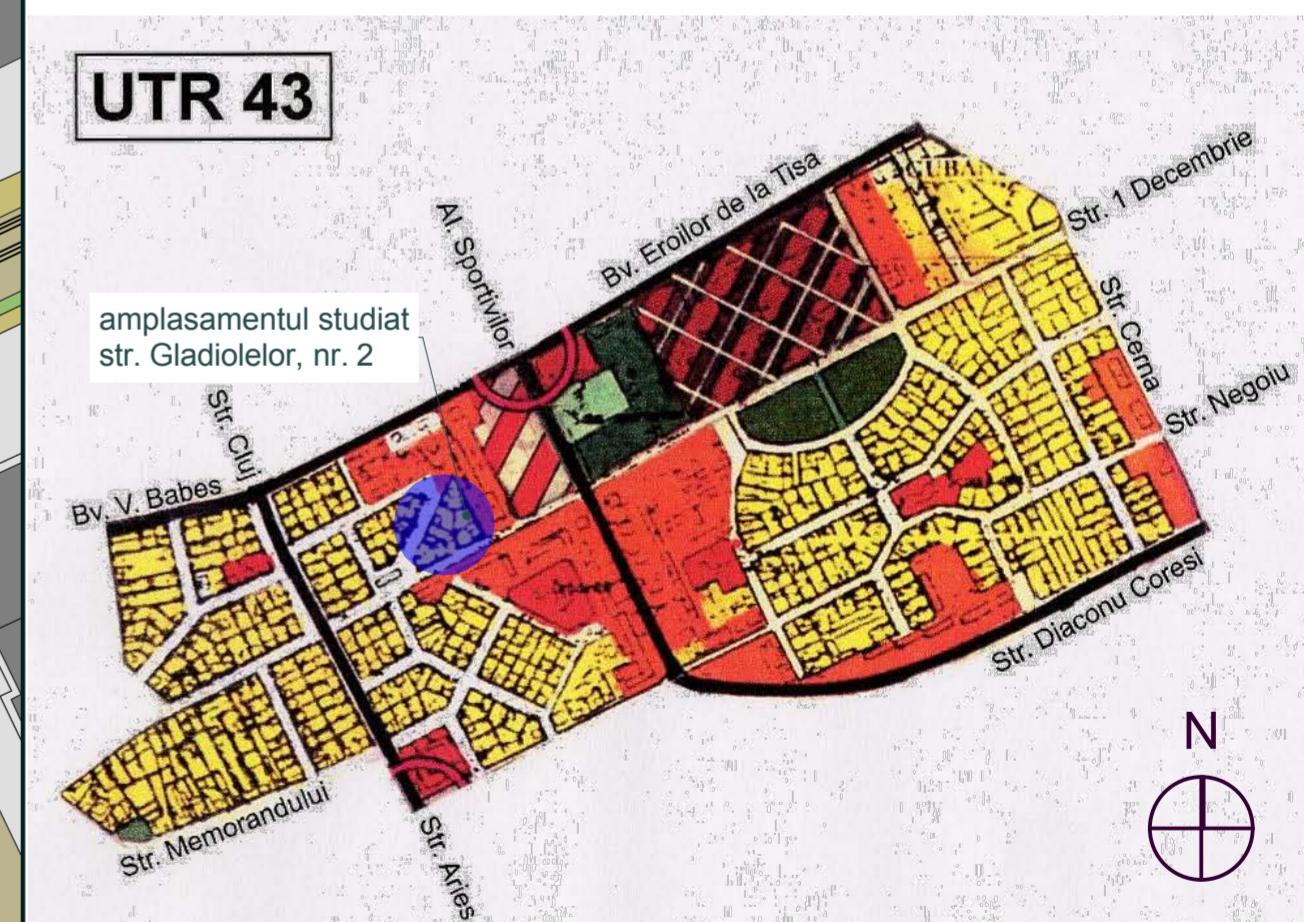 UTR 43
Bv. Eroilor de la Tisa
Str. 1 Decembrie
Al. Sportivilor
amplasamentul studiat
str. Gladiolelor, nr. 2
Str. Cerna
Str. Negoiu
Str. Cluj
Bv. V. Babes
Str. Diaconu Coresi
N
Str. Memorandului
Str. Aries